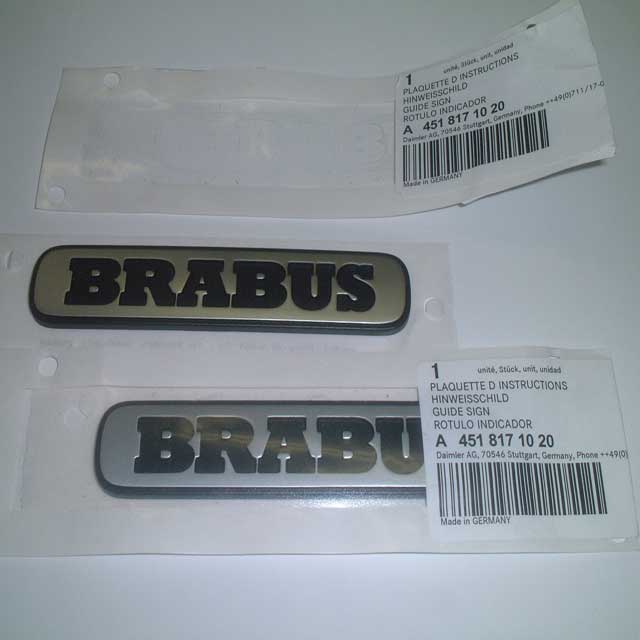 1 unité, Stück, unit, unidad
PLAQUETTE D INSTRUCTIONS
HINWEISSCHILD
GUIDE SIGN
ROTULO INDICADOR
A 451 817 10 20
Daimler AG, 70546 Stuttgart, Germany, Phone ++49(0)711/17-0
Made in GERMANY
BRABUS
BRABU
1 unité, Stück, unit, unidad
PLAQUETTE D INSTRUCTIONS
HINWEISSCHILD
GUIDE SIGN
ROTULO INDICADOR
A 451 817 10 20
Daimler AG, 70546 Stuttgart, Germany, Phone ++49(0)
Made in GERMANY